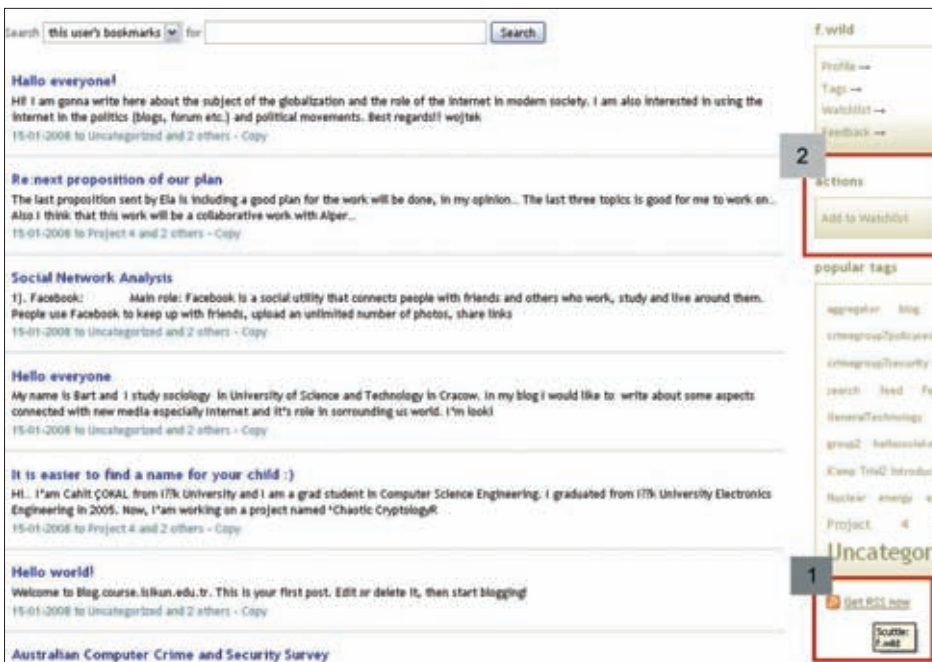 Search this user's bookmarks for Search
Hallo everyone!
Hi! I am gonna write here about the subject of the globalization and the role of the internet in modern society. I am also interested in using the
internet in the politics (blogs, forum etc.) and political movements. Best regards!! wojtek
15-01-2008 to Uncategorized and 2 others - Copy
Re:next proposition of our plan
The last proposition sent by Ela is including a good plan for the work will be done, in my opinion... The last three topics is good for me to work on..
Also I think that this work will be a collaborative work with Alper...
15-01-2008 to Project 4 and 2 others - Copy
Social Network Analysis
1). Facebook: Main role: Facebook is a social utility that connects people with friends and others who work, study and live around them.
People use Facebook to keep up with friends, upload an unlimited number of photos, share links
15-01-2008 to Uncategorized and 2 others - Copy
Hello everyone
My name is Bart and I study sociology in University of Science and Technology in Cracow. In my blog i would like to write about some aspects
connected with new media especially internet and it's role in sorrounding us world. I'm looki
15-01-2008 to Uncategorized and 2 others - Copy
It is easier to find a name for your child :)
Hi.. I'am Cahit ÇOKAL from I??k University and I am a grad student in Computer Science Engineering. I graduated from I??k University Electronics
Engineering in 2005. Now, I'am working on a project named
15-01-2008 to Project 4 and 2 others - Copy
Hello world!
Welcome to Blog.course.isikun.edu.tr. This is your first post. Edit or delete it, then start blogging!
15-01-2008 to Uncategorized and 2 others - Copy
Australian Computer Crime and Security Survey
f.wild
Profile →
Tags →
Watchlist →
Feedback →
2
actions
Add to Watchlist
popular tags
aggregator blog
search feed
GeneralTechnology
group2
Nuclear energy
Project 4
Uncategor
1
Get RSS now
Scuttle:
f.wild